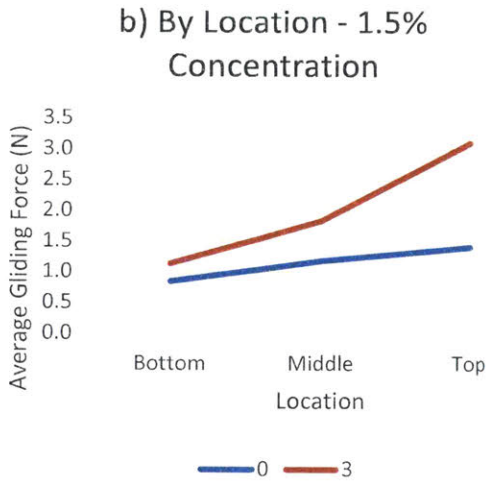 b) By Location - 1.5%
Concentration
Average Gliding Force (N)
3.5
3.0
2.5
2.0
1.5
1.0
0.5
0.0
Bottom Middle Top
Location
0 3